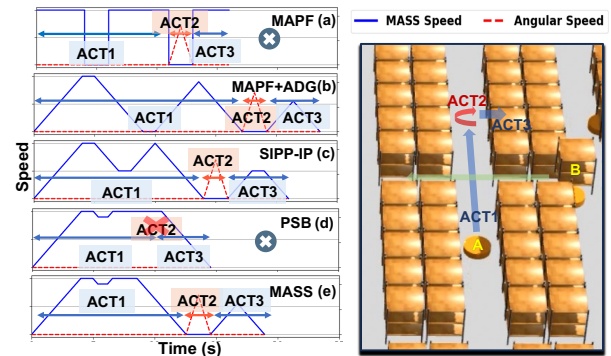 MASS Speed
Angular Speed
ACT2
MAPF (a)
ACT1
ACT3
MAPF+ADG(b)
ACT1
ACT2
ACT3
SIPP-IP (c)
ACT2
ACT1
ACT3
PSB (d)
ACT2
ACT1
ACT3
MASS (e)
ACT1
ACT2
ACT3
Speed
Time (s)
ACT2
ACT3
B
ACT1
A